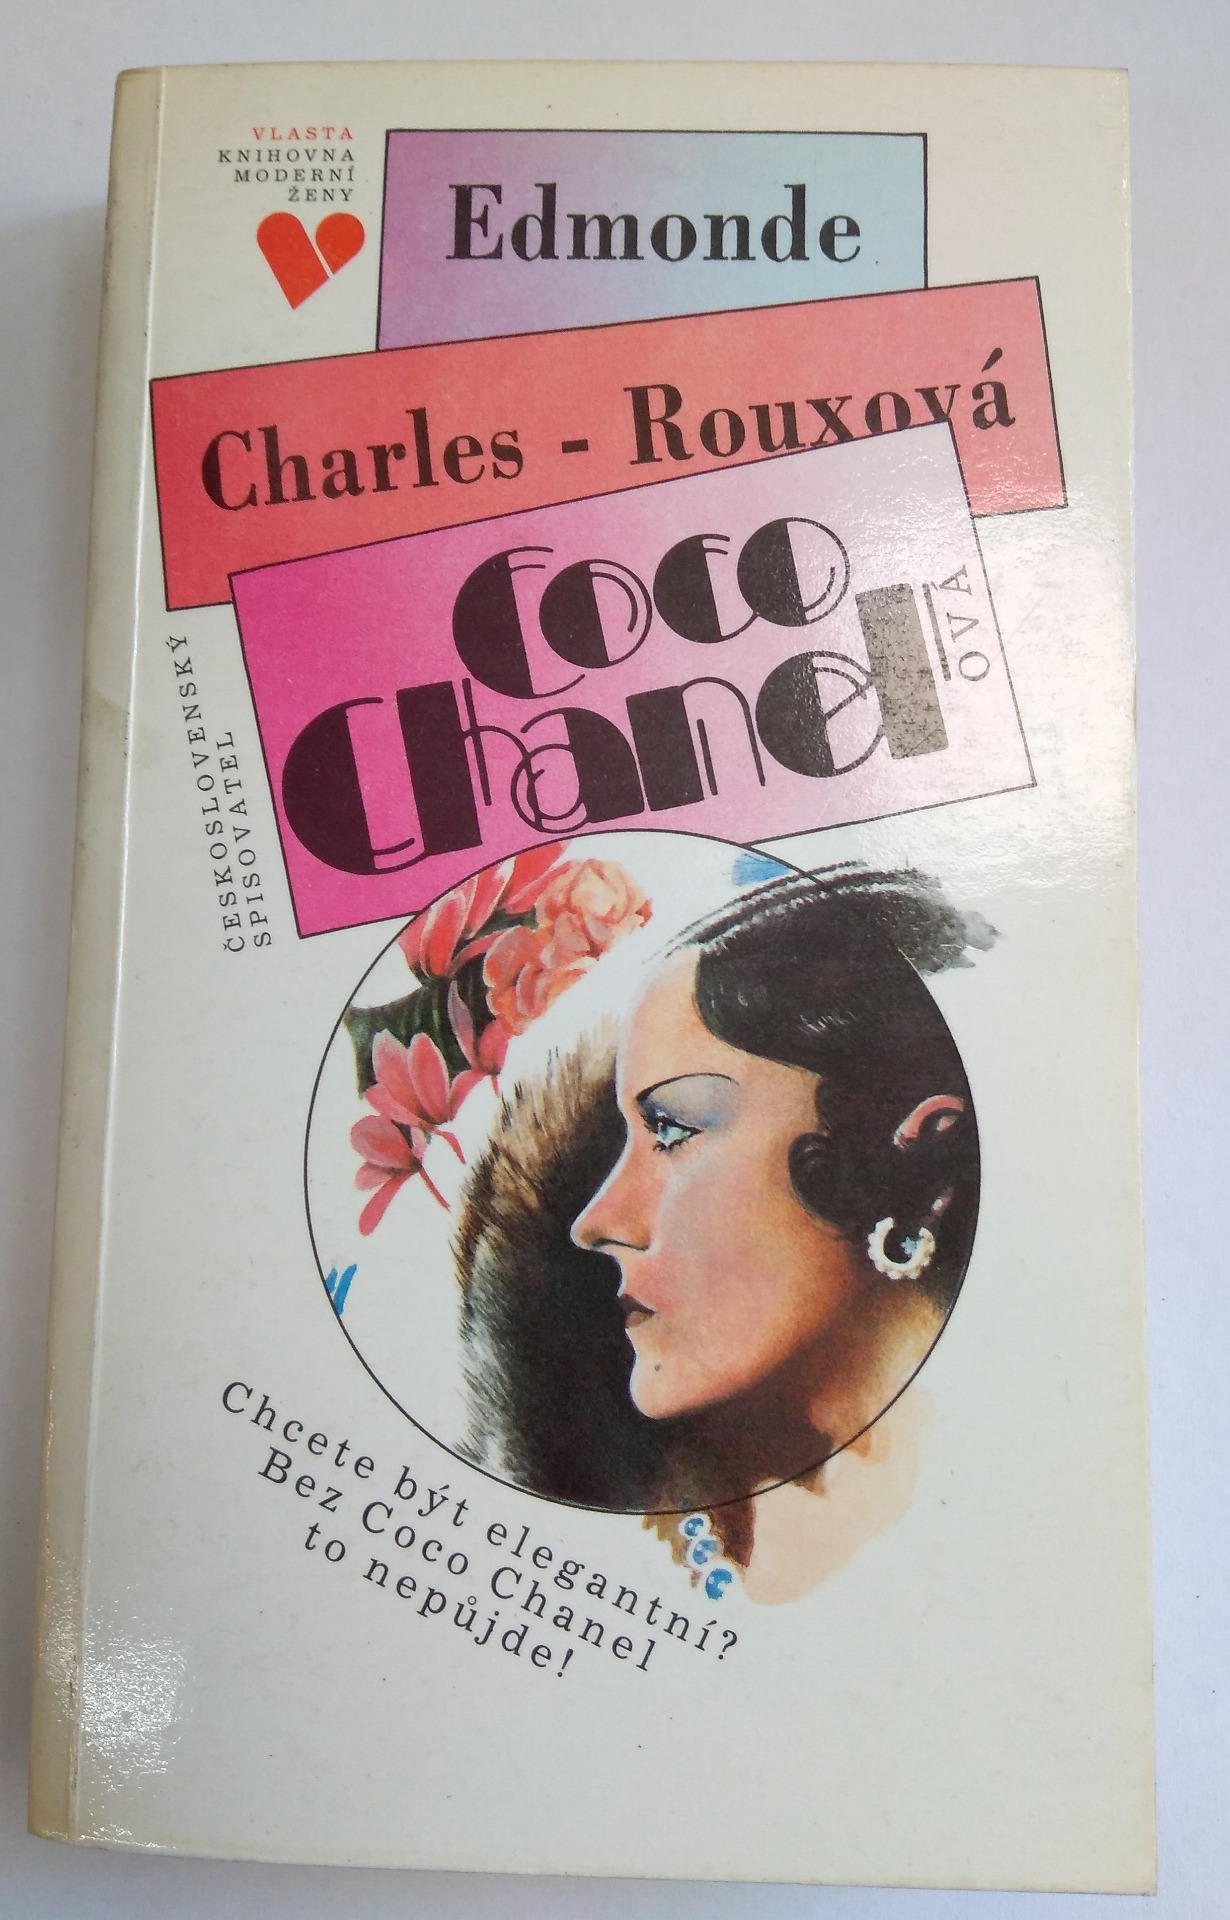 VLASTA
KNIHOVNA
MODERNÍ
ŽENY
Edmonde
Charles - Rouxová
Coco
Chanel
OVÁ
ČESKOSLOVENSKÝ
SPISOVATEL
Chcete být elegantní?
Bez Coco Chanel
to nepůjde!